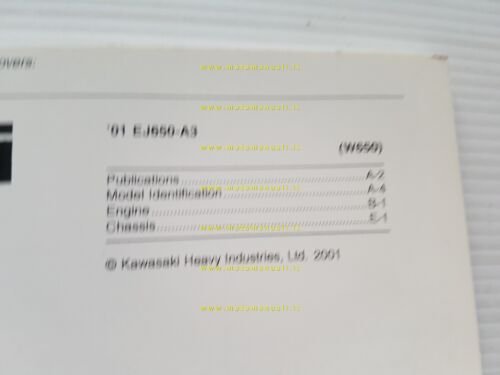 overs.
'01 EJ650-A3
(W650)
Publications A-2
Model Identification A-4
Engine B-1
Chassis E-1
© Kawasaki Heavy Industries, Ltd. 2001